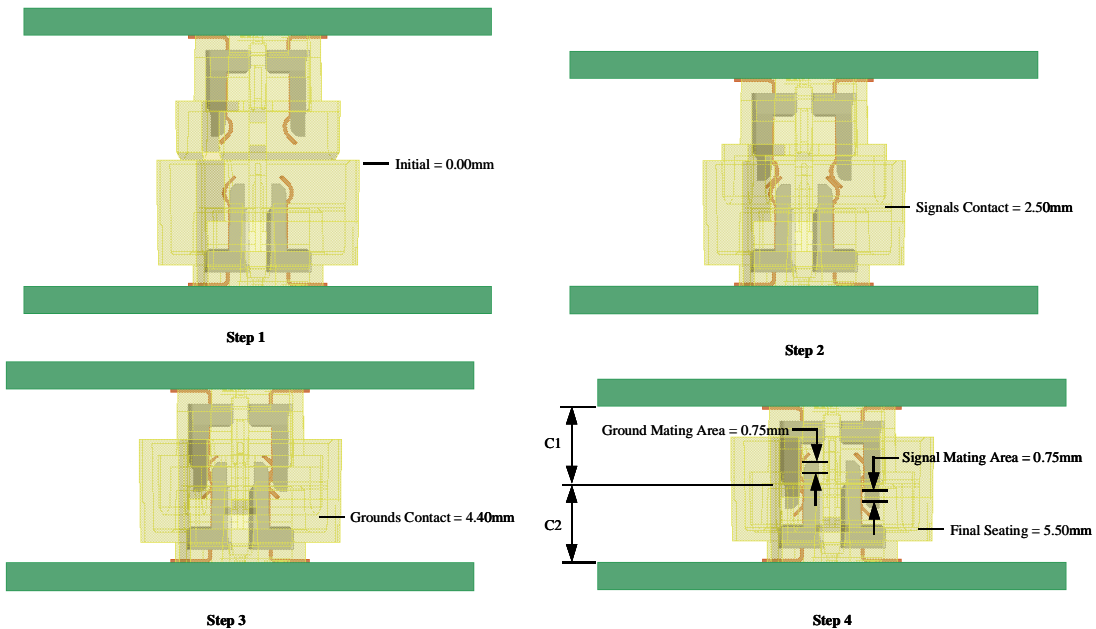 Initial = 0.00mm
Step 1
Signals Contact = 2.50mm
Step 2
Grounds Contact = 4.40mm
Step 3
C1
C2
Ground Mating Area = 0.75mm
Signal Mating Area = 0.75mm
Final Seating = 5.50mm
Step 4